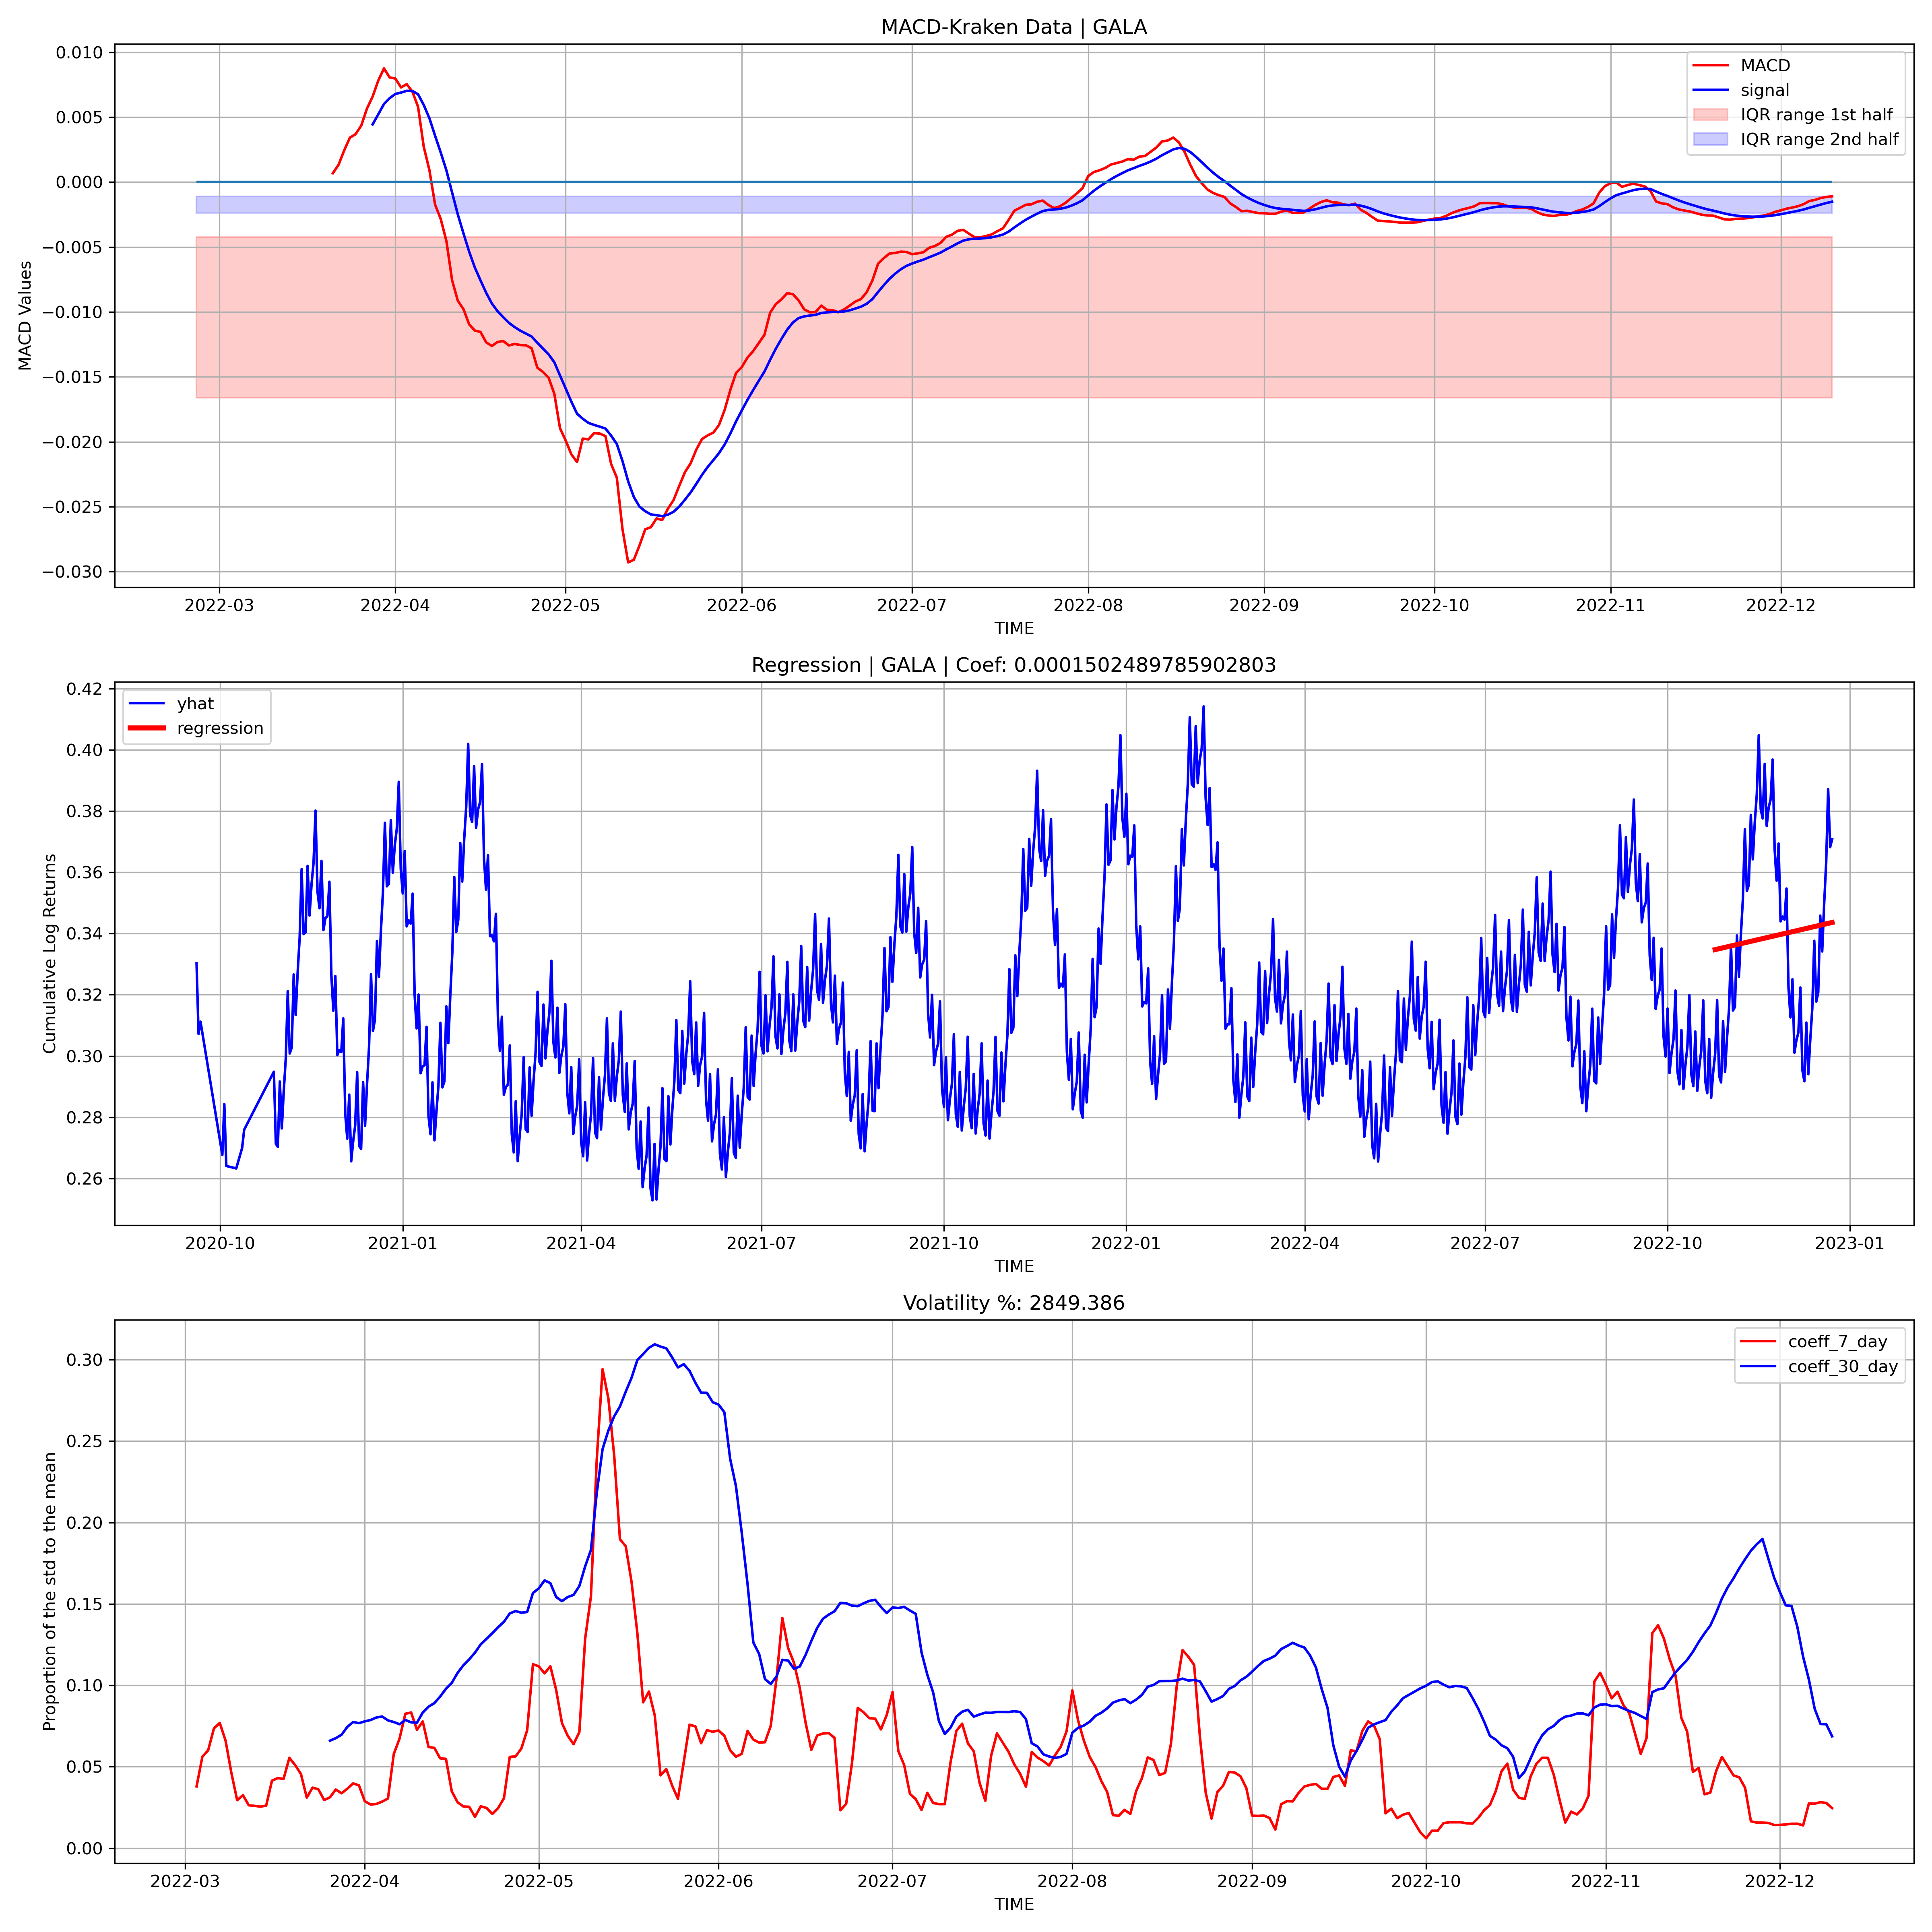 MACD-Kraken Data | GALA
MACD Values
0.010
0.005
0.000
−0.005
−0.010
−0.015
−0.020
−0.025
−0.030
MACD
signal
IQR range 1st half
IQR range 2nd half
2022-03 2022-04 2022-05 2022-06 2022-07 2022-08 2022-09 2022-10 2022-11 2022-12
TIME
Regression | GALA | Coef: 0.0001502489785902803
Cumulative Log Returns
0.42
0.40
0.38
0.36
0.34
0.32
0.30
0.28
0.26
yhat
regression
2020-10 2021-01 2021-04 2021-07 2021-10 2022-01 2022-04 2022-07 2022-10 2023-01
TIME
Volatility %: 2849.386
Proportion of the std to the mean
0.30
0.25
0.20
0.15
0.10
0.05
0.00
coeff_7_day
coeff_30_day
2022-03 2022-04 2022-05 2022-06 2022-07 2022-08 2022-09 2022-10 2022-11 2022-12
TIME